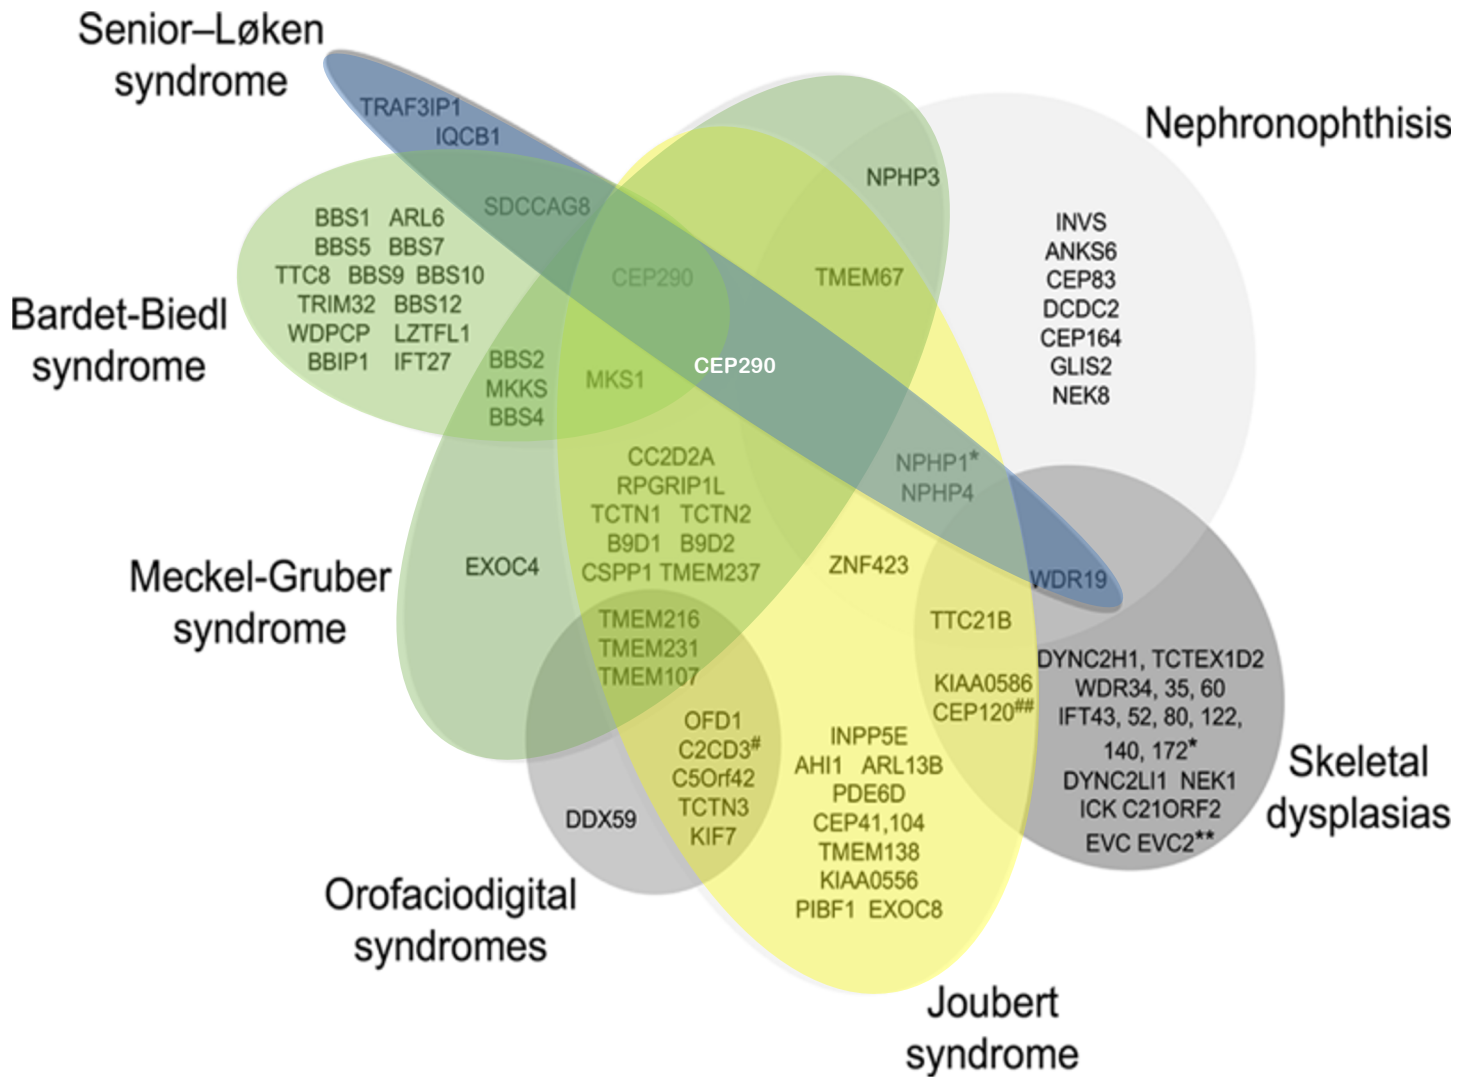 Senior–Løken
syndrome
TRAF3IP1
IQCB1
Nephronophthisis
NPHP3
SDCCAG8
BBS1 ARL6
BBS5 BBS7
TTC8 BBS9 BBS10
TRIM32 BBS12
WDPCP LZTFL1
BBIP1 IFT27
Bardet-Biedl
syndrome
BBS2
MKKS
BBS4
CEP290
MKS1
TMEM67
CEP290
INVS
ANKS6
CEP83
DCDC2
CEP164
GLIS2
NEK8
NPHP1*
NPHP4
CC2D2A
RPGRIP1L
TCTN1 TCTN2
B9D1 B9D2
CSPP1 TMEM237
Meckel-Gruber
syndrome
EXOC4
ZNF423
WDR19
TTC21B
TMEM216
TMEM231
TMEM107
KIAA0586
CEP120##
DYNC2H1, TCTEX1D2
WDR34, 35, 60
IFT43, 52, 80, 122,
140, 172*
DYNC2LI1 NEK1
ICK C21ORF2
EVC EVC2**
Skeletal
dysplasias
OFD1
C2CD3#
C5Orf42
TCTN3
KIF7
DDX59
INPP5E
AHI1 ARL13B
PDE6D
CEP41,104
TMEM138
KIAA0556
PIBF1 EXOC8
Orofaciodigital
syndromes
Joubert
syndrome